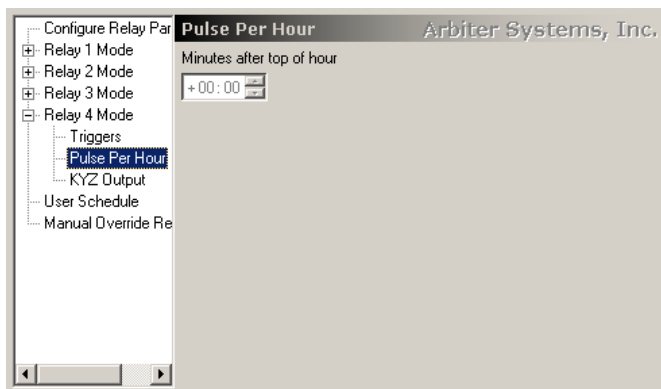 Configure Relay Par
Relay 1 Mode
Relay 2 Mode
Relay 3 Mode
Relay 4 Mode
Triggers
Pulse Per Hour
KYZ Output
User Schedule
Manual Override Re
Pulse Per Hour Arbiter Systems, Inc.
Minutes after top of hour
+00:00